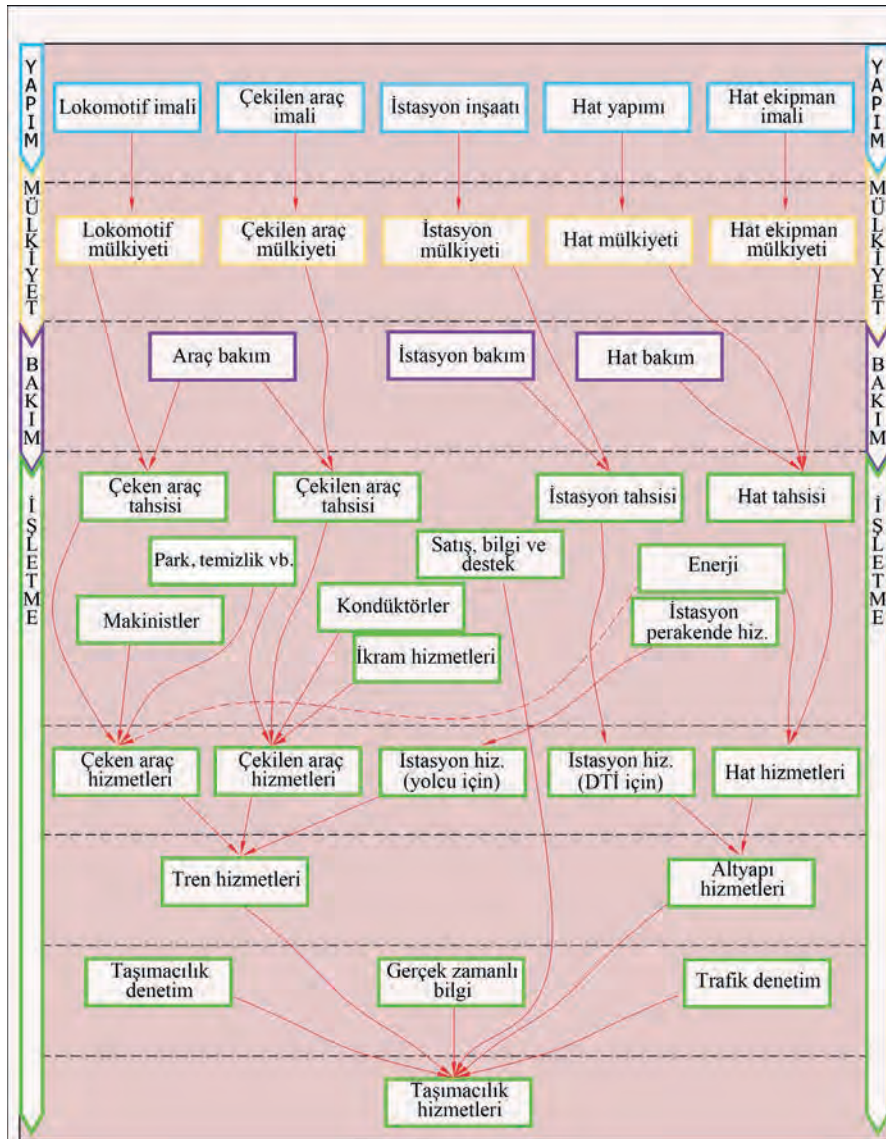 YAPIM
MÜLKİYET
BAKIM
İŞLETME
Lokomotif imali
Çekilen araç
imali
İstasyon inşaatı
Hat yapımı
Hat ekipman
imali
Lokomotif
mülkiyeti
Çekilen araç
mülkiyeti
İstasyon
mülkiyeti
Hat mülkiyeti
Hat ekipman
mülkiyeti
Araç bakım
İstasyon bakım
Hat bakım
Çeken araç
tahsisi
Çekilen araç
tahsisi
İstasyon tahsisi
Hat tahsisi
Park, temizlik vb.
Satış, bilgi ve
destek
Enerji
Makinistler
Kondüktörler
İstasyon
perakende hiz.
İkram hizmetleri
Çeken araç
hizmetleri
Çekilen araç
hizmetleri
Istasyon hiz.
(yolcu için)
Istasyon hiz.
(DTİ için)
Hat hizmetleri
Tren hizmetleri
Altyapı
hizmetleri
Taşımacılık
denetim
Gerçek zamanlı
bilgi
Trafik denetim
Taşımacılık
hizmetleri
YAPIM
MÜLKİYET
BAKIM
İŞLETME